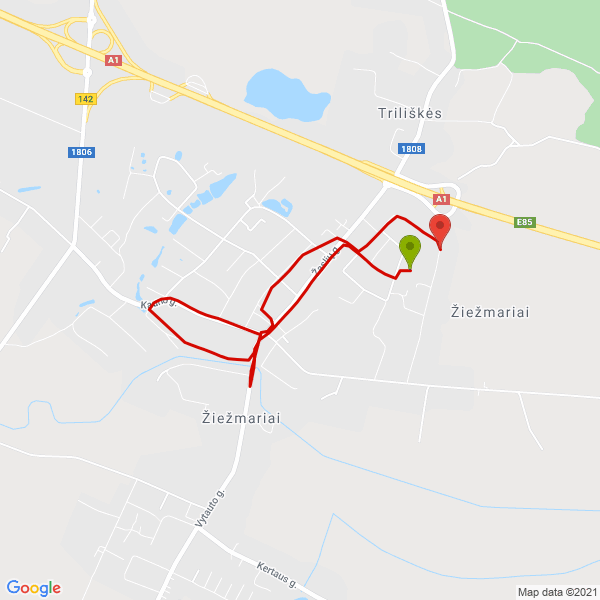 A1
142
Triliškės
1806
1808
A1
E85
Žaslių g.
Kauno g.
Žiežmariai
Žiežmariai
Vytauto g.
Kertaus g.
Google
Map data ©2021